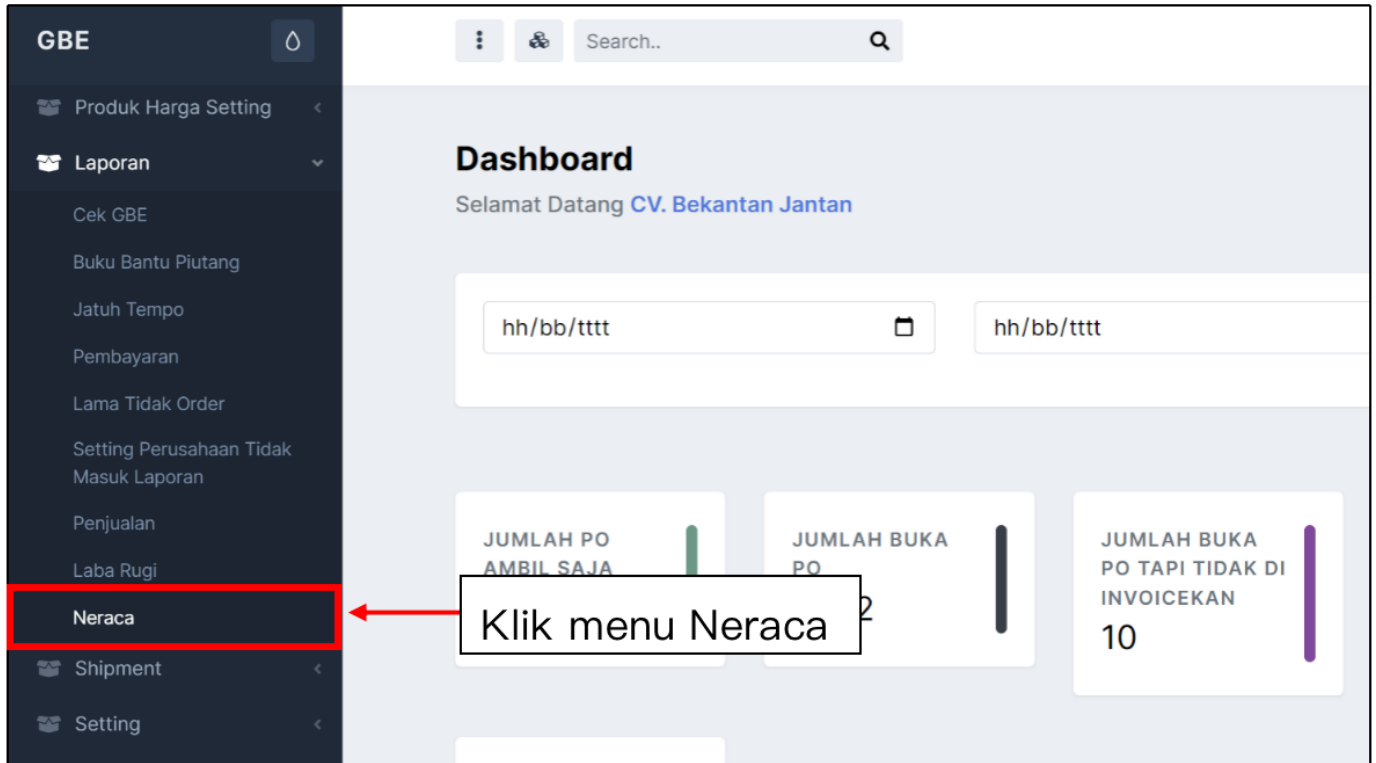 GBE
Search..
Produk Harga Setting
Laporan
Cek GBE
Buku Bantu Piutang
Jatuh Tempo
Pembayaran
Lama Tidak Order
Setting Perusahaan Tidak
Masuk Laporan
Penjualan
Laba Rugi
Neraca
Shipment
Setting
Dashboard
Selamat Datang CV. Bekantan Jantan
hh/bb/tttt
hh/bb/tttt
JUMLAH PO
AMBIL SAJA
JUMLAH BUKA
PO
JUMLAH BUKA
PO TAPI TIDAK DI
INVOICEKAN
10
Klik menu Neraca